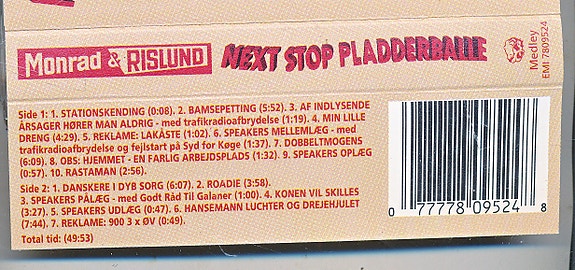 Monrad & RISLUND NEXT STOP PLADDERBALLE
Medley
EMI 7809524
Side 1: 1. STATIONSKENDING (0:08). 2. BAMSEPETTING (5:52). 3. AF INDLYSENDE
ÅRSAGER HØRER MAN ALDRIG - med trafikradioafbrydelse (1:19). 4. MIN LILLE
DRENG (4:29). 5. REKLAME: LAKÅSTE (1:02). 6. SPEAKERS MELLEMLÆG - med
trafikradioafbrydelse og fejlstart på Syd for Køge (1:37). 7. DOBBELTMOGENS
(6:09). 8. OBS: HJEMMET - EN FARLIG ARBEJDSPLADS (1:32). 9. SPEAKERS OPLÆG
(0:57). 10. RASTAMAN (2:56).
Side 2: 1. DANSKERE I DYB SORG (6:07). 2. ROADIE (3:58).
3. SPEAKERS PÅLÆG - med Godt Råd Til Galaner (1:00). 4. KONEN VIL SKILLES
(3:27). 5. SPEAKERS UDLÆG (0:47). 6. HANSEMANN LUCHTER OG DREJEHJULET
(7:44). 7. REKLAME: 900 3 x ØV (0:49).
Total tid: (49:53)
0 77778 09524 8